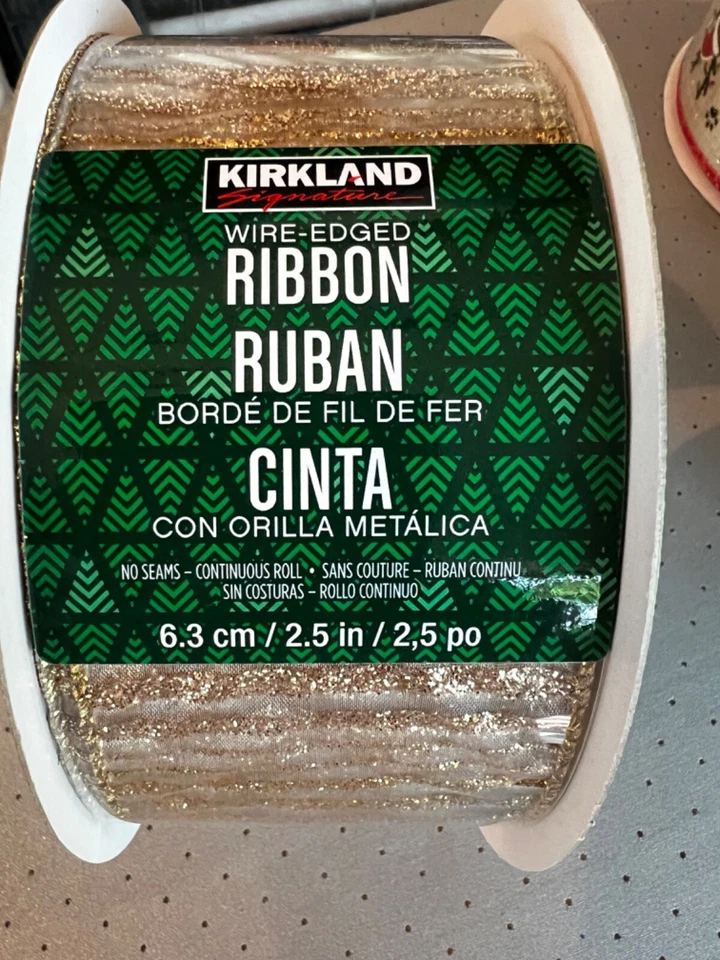 KIRKLAND
Signature
WIRE-EDGED
RIBBON
RUBAN
BORDÉ DE FIL DE FER
CINTA
CON ORILLA METÁLICA
NO SEAMS – CONTINUOUS ROLL • SANS COUTURE – RUBAN CONTINU
SIN COSTURAS – ROLLO CONTINUO
6.3 cm / 2.5 in / 2,5 po